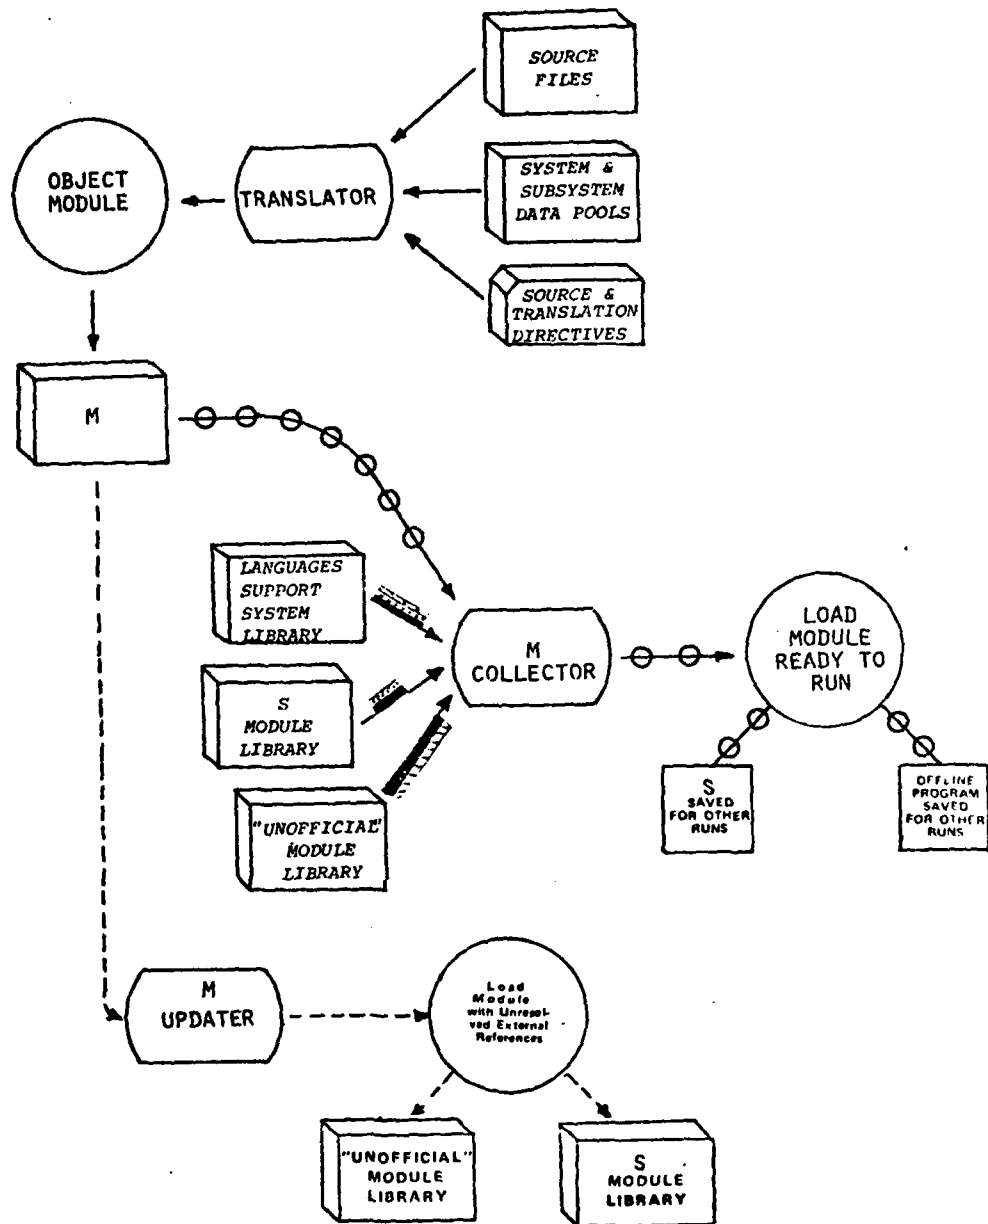 SOURCE
FILES
OBJECT
MODULE
TRANSLATOR
SYSTEM &
SUBSYSTEM
DATA POOLS
SOURCE &
TRANSLATION
DIRECTIVES
M
LANGUAGES
SUPPORT
SYSTEM
LIBRARY
M
COLLECTOR
LOAD
MODULE
READY TO
RUN
S
MODULE
LIBRARY
"UNOFFICIAL"
MODULE
LIBRARY
S
SAVED
FOR OTHER
RUNS
OFFLINE
PROGRAM
SAVED
FOR OTHER
RUNS
M
UPDATER
Load
Module
with Unresol-
ved External
References
"UNOFFICIAL"
MODULE
LIBRARY
S
MODULE
LIBRARY